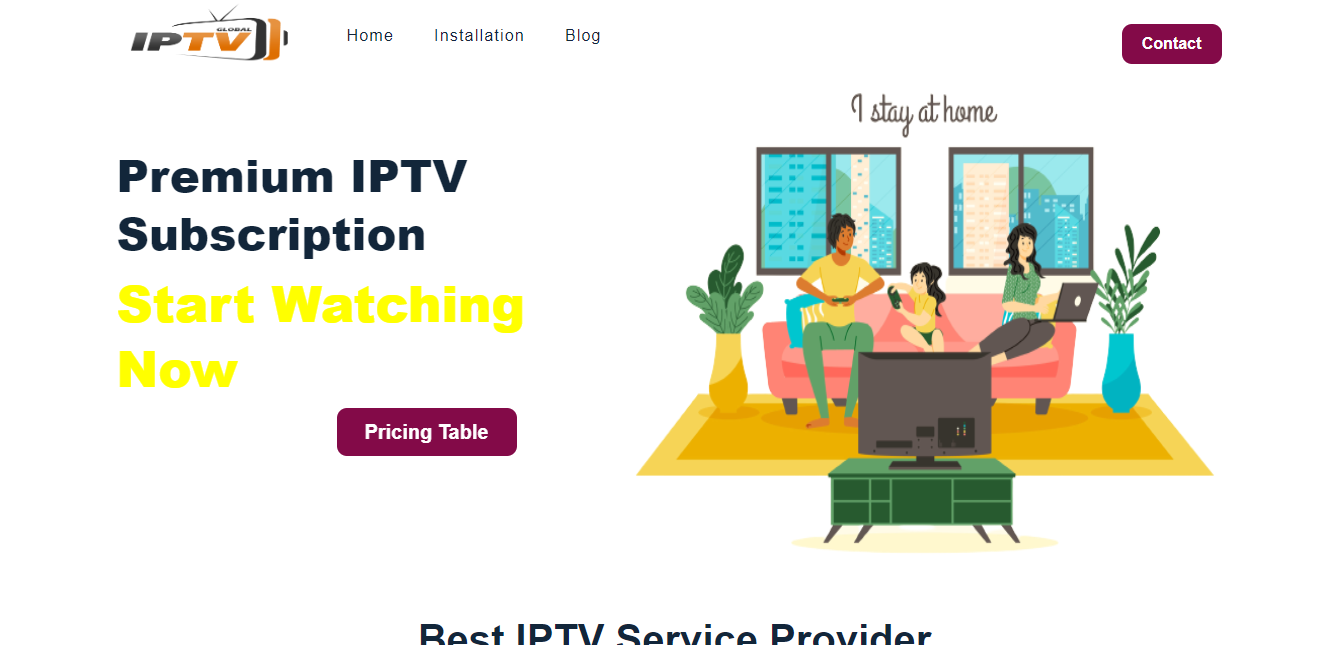 GLOBAL
IPTV
Home
Installation
Blog
Contact
I stay at home
Premium IPTV
Subscription
Start Watching
Now
Pricing Table
Best IPTV Service Provider